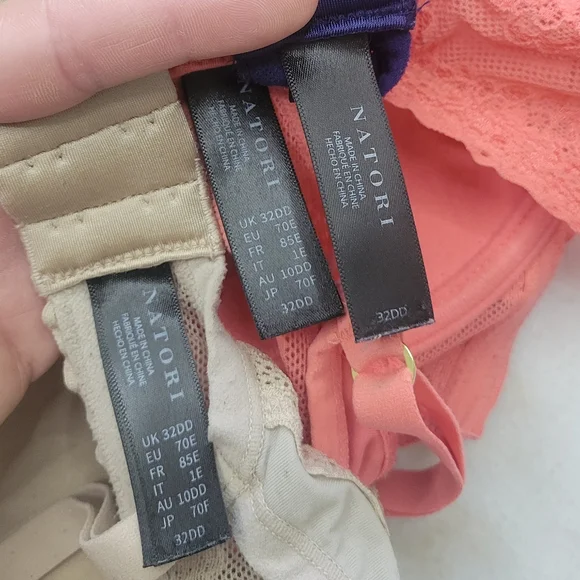 NATORI
MADE IN CHINA
FABRIQUÉ EN CHINE
HECHO EN CHINA
UK 32DD
EU 70E
FR 85E
IT 1E
AU 10DD
JP 70F
32DD
NATORI
MADE IN CHINA
FABRIQUÉ EN CHINE
HECHO EN CHINA
UK 32DD
EU 70E
FR 85E
IT 1E
AU 10DD
JP 70F
32DD
NATORI
MADE IN CHINA
FABRIQUÉ EN CHINE
HECHO EN CHINA
32DD